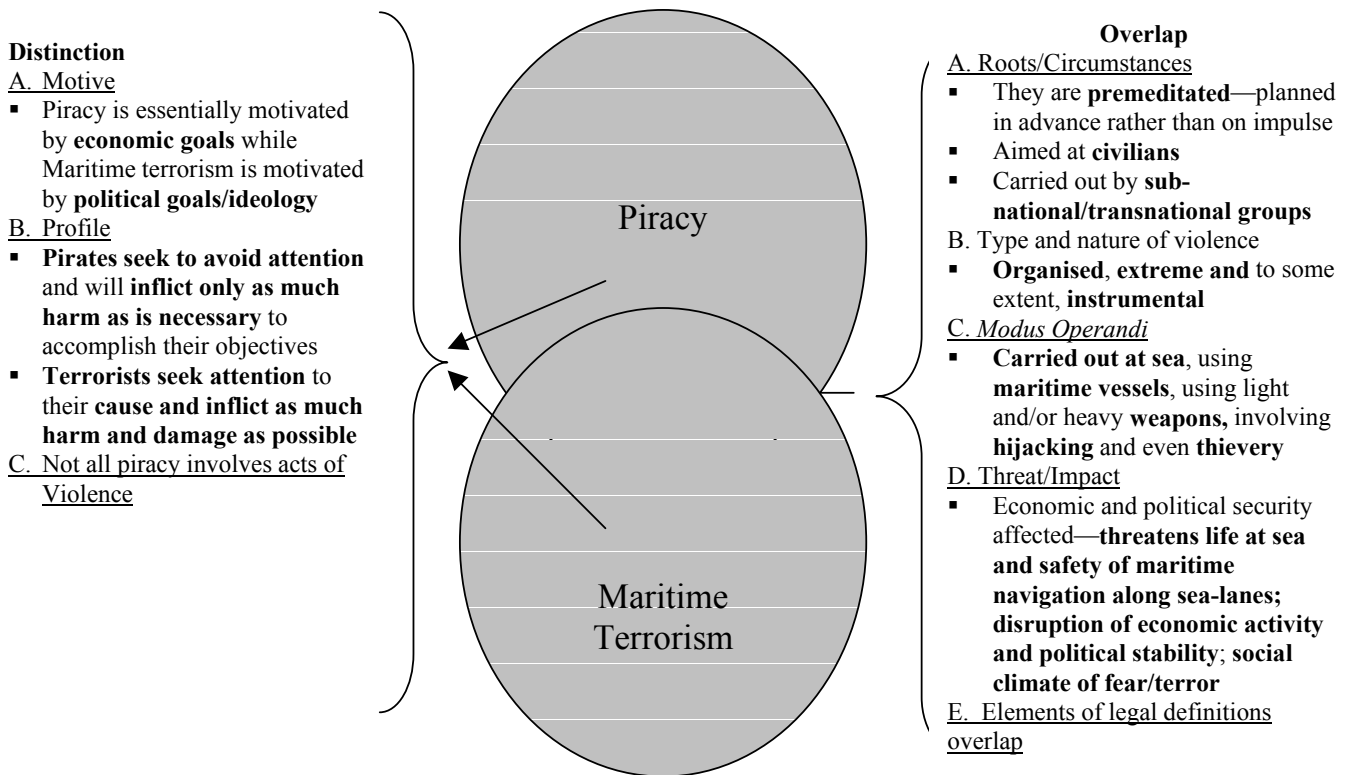 Distinction
A. Motive
▪ Piracy is essentially motivated
by economic goals while
Maritime terrorism is motivated
by political goals/ideology
B. Profile
▪ Pirates seek to avoid attention
and will inflict only as much
harm as is necessary to
accomplish their objectives
▪ Terrorists seek attention to
their cause and inflict as much
harm and damage as possible
C. Not all piracy involves acts of
Violence
Piracy
Maritime
Terrorism
Overlap
A. Roots/Circumstances
▪ They are premeditated—planned
in advance rather than on impulse
▪ Aimed at civilians
▪ Carried out by sub-
national/transnational groups
B. Type and nature of violence
▪ Organised, extreme and to some
extent, instrumental
C. Modus Operandi
▪ Carried out at sea, using
maritime vessels, using light
and/or heavy weapons, involving
hijacking and even thievery
D. Threat/Impact
▪ Economic and political security
affected—threatens life at sea
and safety of maritime
navigation along sea-lanes;
disruption of economic activity
and political stability; social
climate of fear/terror
E. Elements of legal definitions
overlap